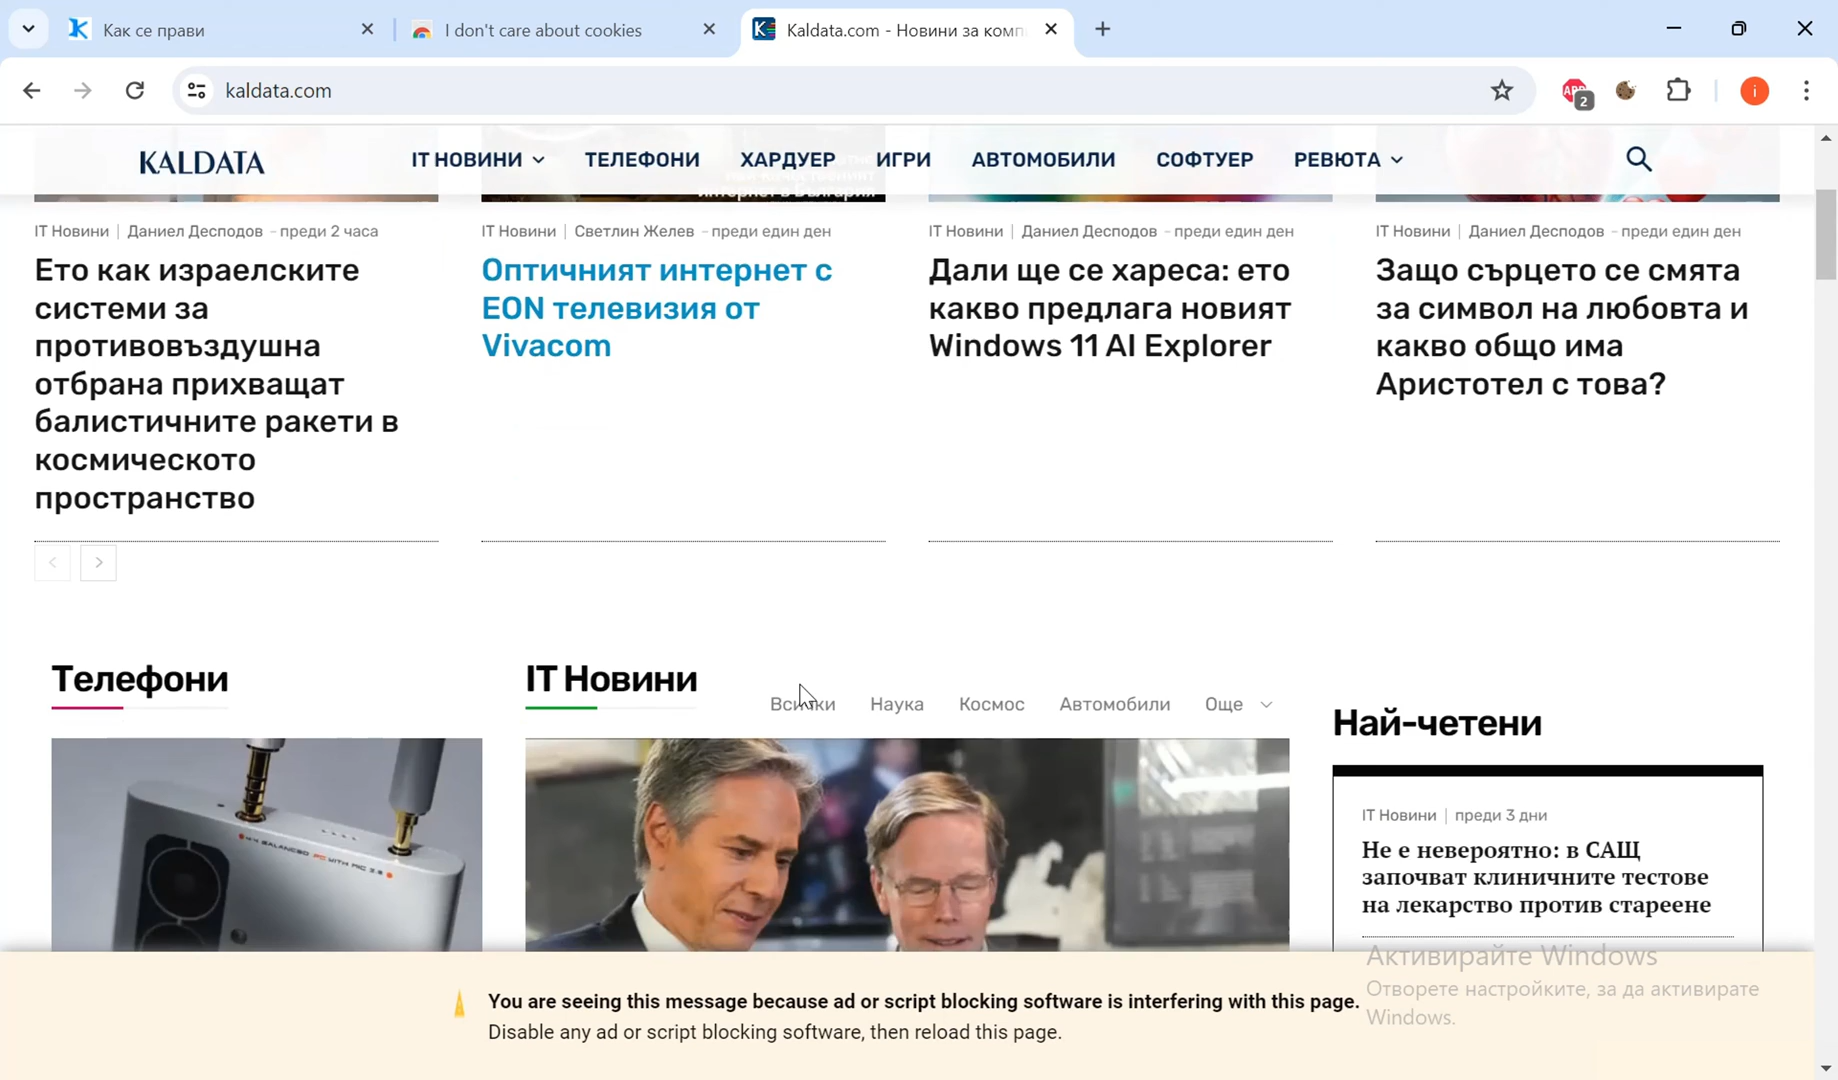 Как се прави
I don't care about cookies
Kaldata.com - Новини за комп
kaldata.com
ABP
2
i
KALDATA
IT НОВИНИ
ТЕЛЕФОНИ
ХАРДУЕР
ИГРИ
АВТОМОБИЛИ
СОФТУЕР
РЕВЮТА
интернет в България
IT Новини | Даниел Десподов - преди 2 часа
Ето как израелските
системи за
противовъздушна
отбрана прихващат
балистичните ракети в
космическото
пространство
IT Новини | Светлин Желев - преди един ден
Оптичният интернет с
EON телевизия от
Vivacom
IT Новини | Даниел Десподов - преди един ден
Дали ще се хареса: ето
какво предлага новият
Windows 11 AI Explorer
IT Новини | Даниел Десподов - преди един ден
Защо сърцето се смята
за символ на любовта и
какво общо има
Аристотел с това?
Телефони
IT Новини
Всички
Наука
Космос
Автомобили
Още
Най-четени
IT Новини | преди 3 дни
Не е невероятно: в САЩ
започват клиничните тестове
на лекарство против стареене
You are seeing this message because ad or script blocking software is interfering with this page.
Disable any ad or script blocking software, then reload this page.
Активирайте Windows
Отворете настройките, за да активирате
Windows.